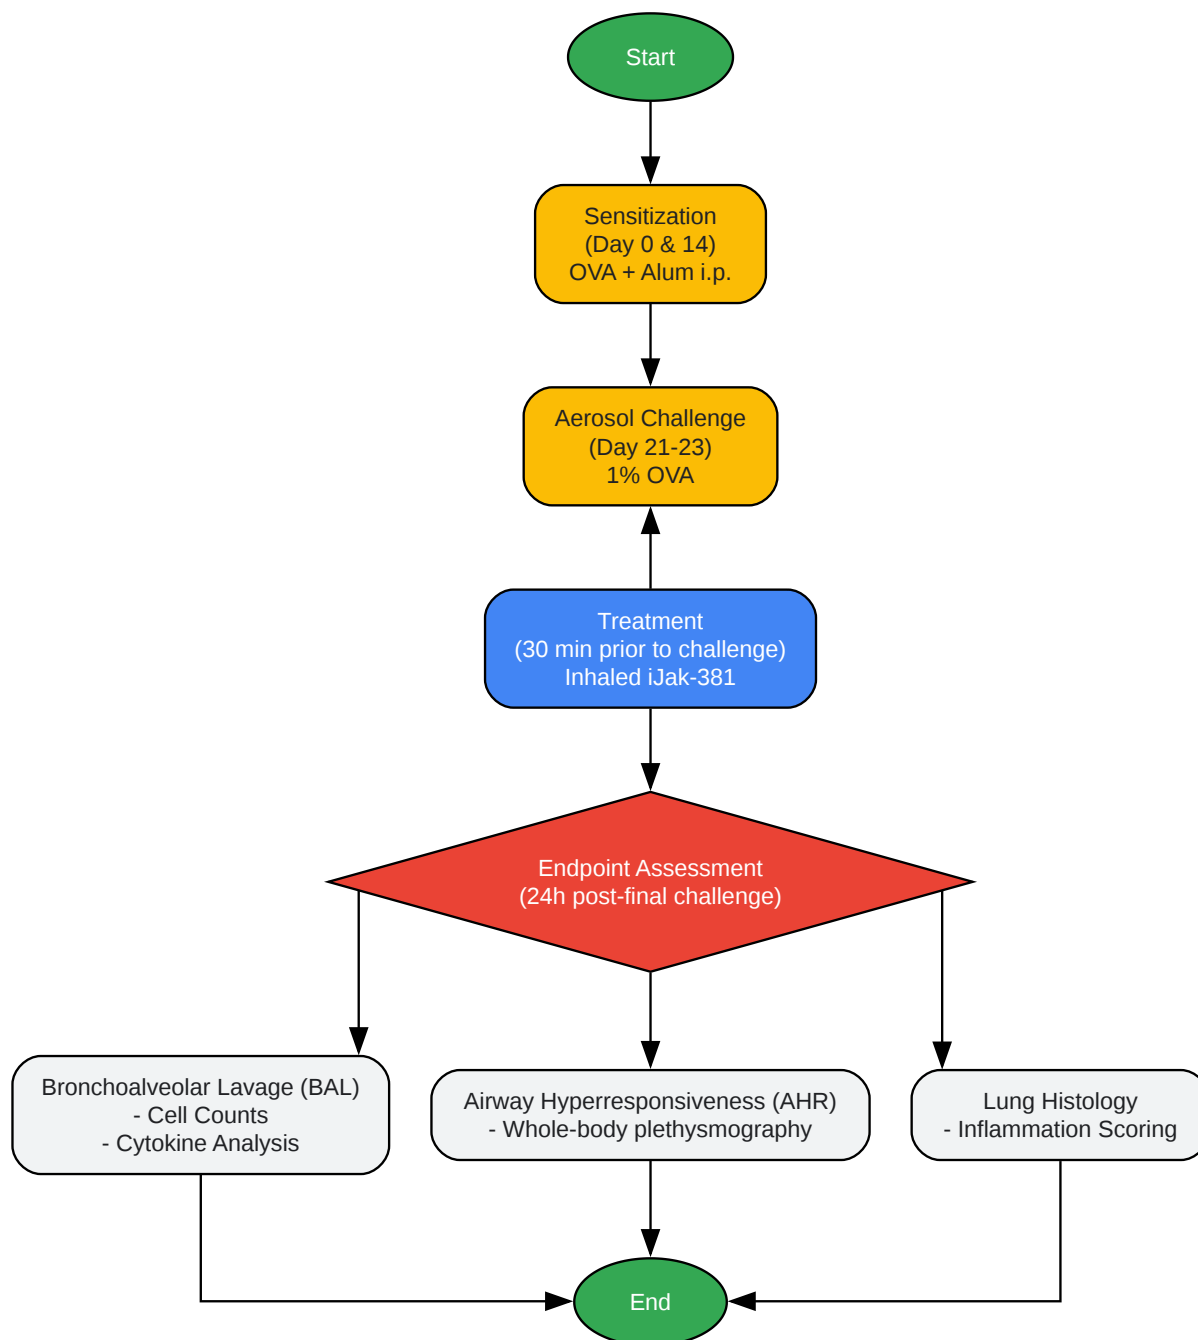 Start
Sensitization
(Day 0 & 14)
OVA + Alum i.p.
Aerosol Challenge
(Day 21-23)
1% OVA
Treatment
(30 min prior to challenge)
Inhaled iJak-381
Endpoint Assessment
(24h post-final challenge)
Bronchoalveolar Lavage (BAL)
- Cell Counts
- Cytokine Analysis
Airway Hyperresponsiveness (AHR)
- Whole-body plethysmography
Lung Histology
- Inflammation Scoring
End